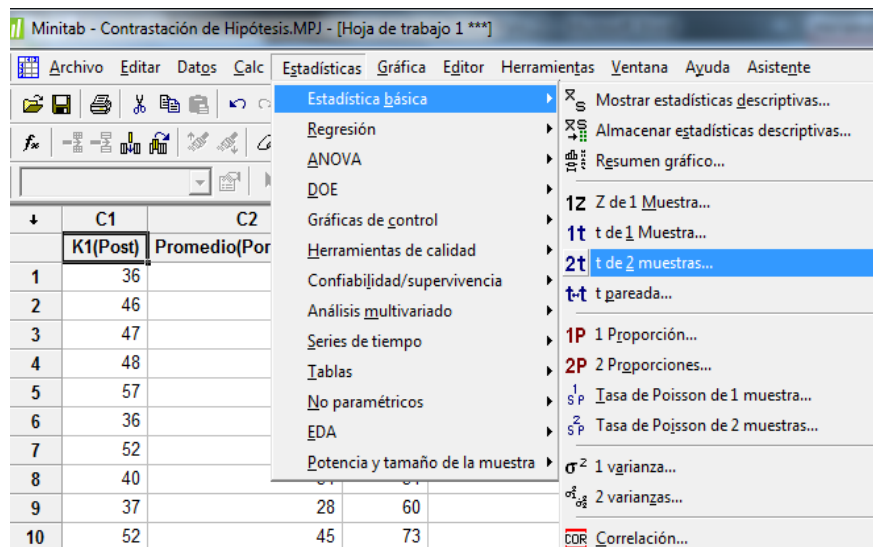 Minitab - Contrastación de Hipótesis.MPJ - [Hoja de trabajo 1 ***]
Archivo Editar Datos Calc Estadísticas Gráfica Editor Herramientas Ventana Ayuda Asistente
Estadística básica
Regresión
ANOVA
DOE
Gráficas de control
Herramientas de calidad
Confiabilidad/supervivencia
Análisis multivariado
Series de tiempo
Tablas
No paramétricos
EDA
Potencia y tamaño de la muestra
Mostrar estadísticas descriptivas...
Almacenar estadísticas descriptivas...
Resumen gráfico...
1Z Z de 1 Muestra...
1t t de 1 Muestra...
2t t de 2 muestras...
t-t t pareada...
1P 1 Proporción...
2P 2 Proporciones...
Tasa de Poisson de 1 muestra...
Tasa de Poisson de 2 muestras...
σ² 1 varianza...
2 varianzas...
COR Correlación...
C1 C2
K1(Post) Promedio(Por
1 36
2 46
3 47
4 48
5 57
6 36
7 52
8 40
9 37 28 60
10 52 45 73